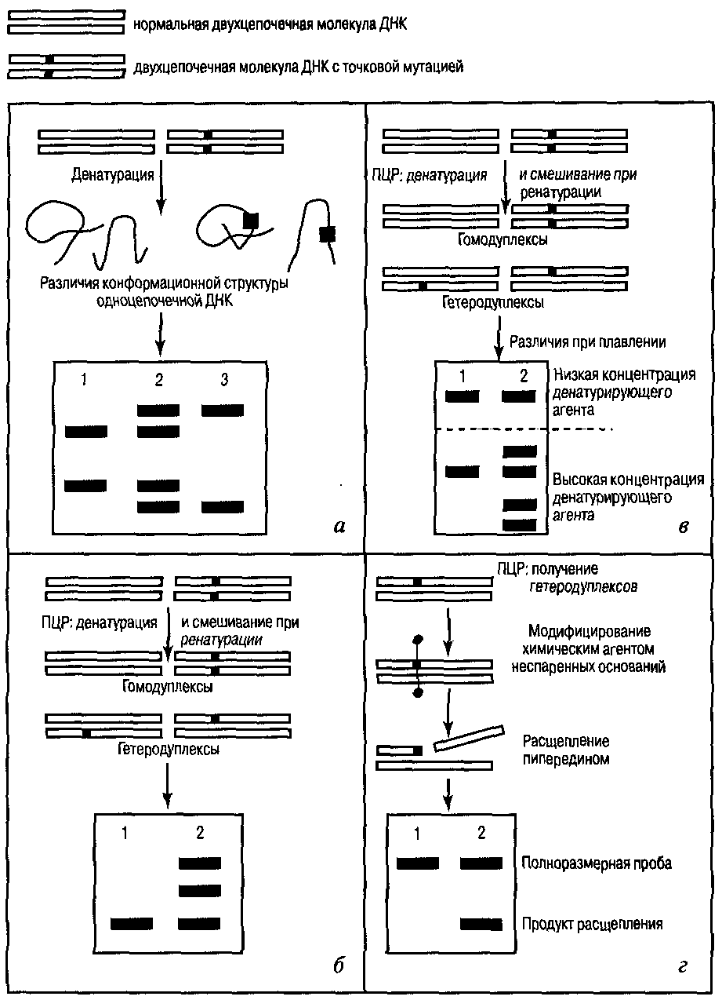 нормальная двухцепочечная молекула ДНК
двухцепочечная молекула ДНК с точковой мутацией
Денатурация
Различия конформационной структуры
одноцепочечной ДНК
1 2 3
а
ПЦР: денатурация и смешивание при
ренатурации
Гомодуплексы
Гетеродуплексы
Различия при плавлении
1 2
Низкая концентрация
денатурирующего
агента
Высокая концентрация
денатурирующего
агента
в
ПЦР: денатурация и смешивание при
ренатурации
Гомодуплексы
Гетеродуплексы
1 2
б
ПЦР: получение
гетеродуплексов
Модифицирование
химическим агентом
неспаренных оснований
Расщепление
пиперидином
1 2
Полноразмерная проба
Продукт расщепления
г